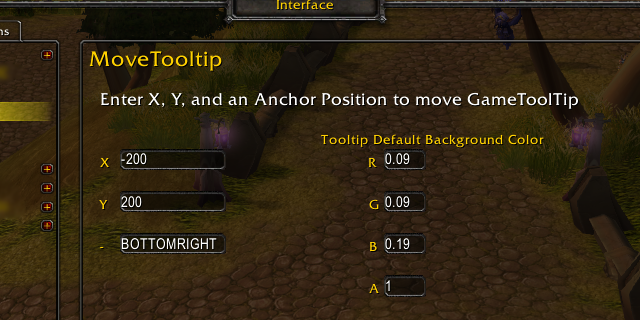 Interface
ns
MoveTooltip
Enter X, Y, and an Anchor Position to move GameToolTip
Tooltip Default Background Color
X -200 R 0.09
Y 200 G 0.09
- BOTTOMRIGHT B 0.19
A 1